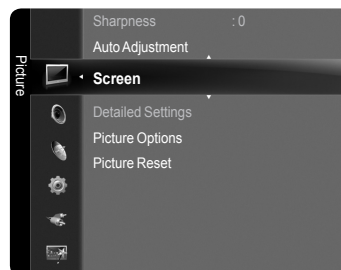 Picture
Sharpness : 0
Auto Adjustment
Screen
Detailed Settings
Picture Options
Picture Reset